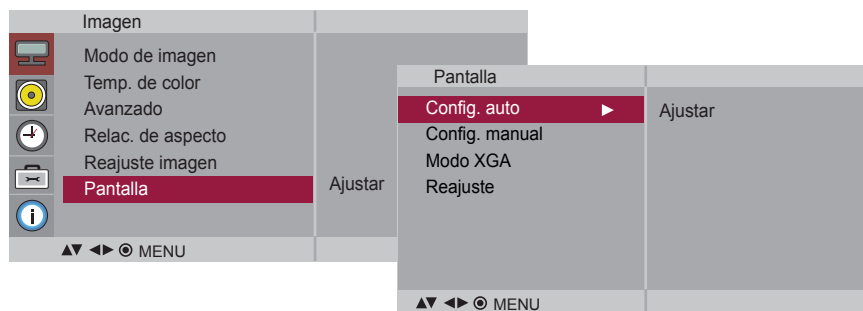 Imagen
Modo de imagen
Temp. de color
Avanzado
Relac. de aspecto
Reajuste imagen
Pantalla
Ajustar
▲▼ ◀▶ ◉ MENU
Pantalla
Config. auto ▶
Ajustar
Config. manual
Modo XGA
Reajuste
▲▼ ◀▶ ◉ MENU